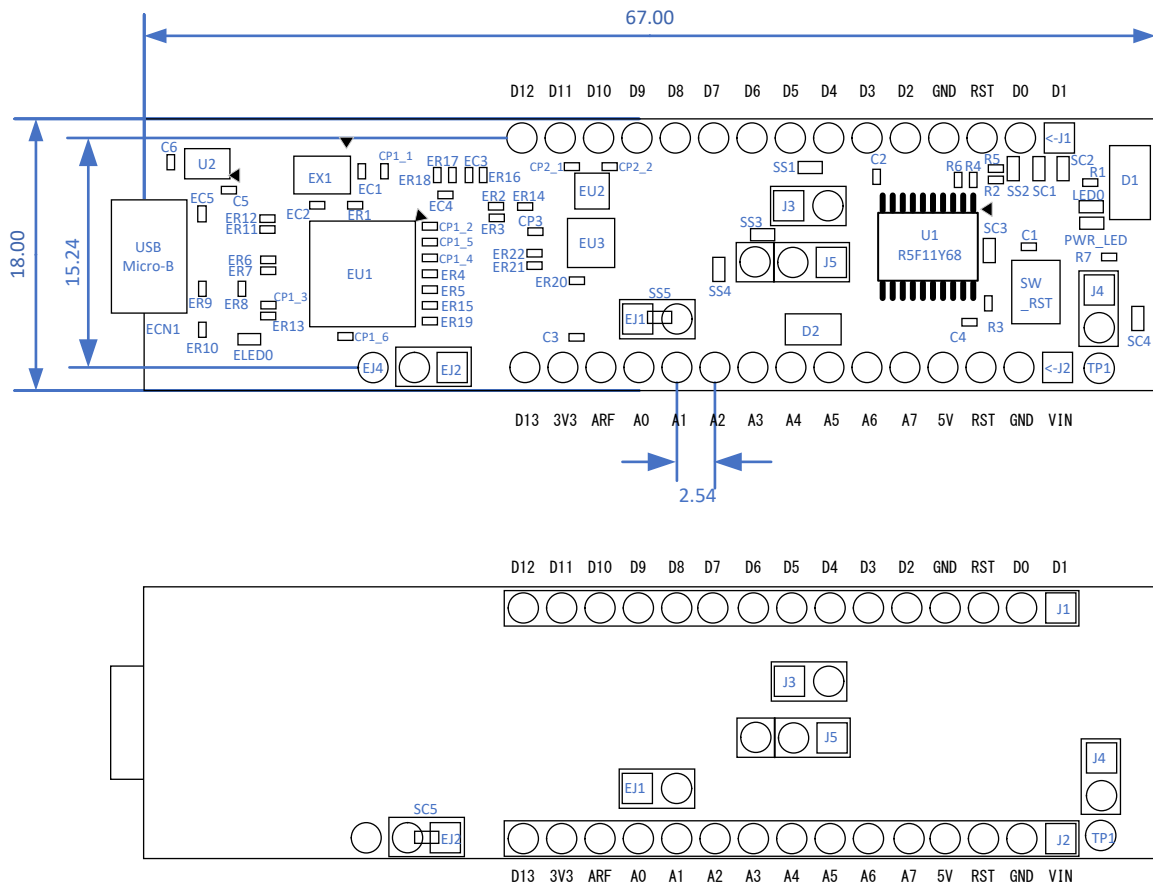 67.00
D12 D11 D10 D9 D8 D7 D6 D5 D4 D3 D2 GND RST D0 D1
<-J1
18.00
15.24
C6
U2
C5
EC5
EX1
CP1_1
EC1
EC2
ER1
ER17 EC3
ER18 ER16
EC4
ER2 ER14
ER3
CP2_1
CP2_2
EU2
CP3
EU3
ER22
ER21
ER20
SS1
J3
SS3
J5
SS4
C2
R6 R4
R5
R2
SS2
SC1
SC2
R1
LED0
D1
PWR_LED
R7
U1
R5F11Y68
SC3
C1
SW
_RST
R3
C4
J4
SC4
USB
Micro-B
ECN1
ER12
ER11
ER6
ER7
ER9
ER8
CP1_3
ER13
ER10
ELED0
EU1
CP1_2
CP1_5
CP1_4
ER4
ER5
ER15
ER19
CP1_6
EJ4
EJ2
SS5
EJ1
C3
D2
<-J2
TP1
D13 3V3 ARF A0 A1 A2 A3 A4 A5 A6 A7 5V RST GND VIN
2.54
D12 D11 D10 D9 D8 D7 D6 D5 D4 D3 D2 GND RST D0 D1
J1
J3
J5
J4
EJ1
SC5
EJ2
J2
TP1
D13 3V3 ARF A0 A1 A2 A3 A4 A5 A6 A7 5V RST GND VIN